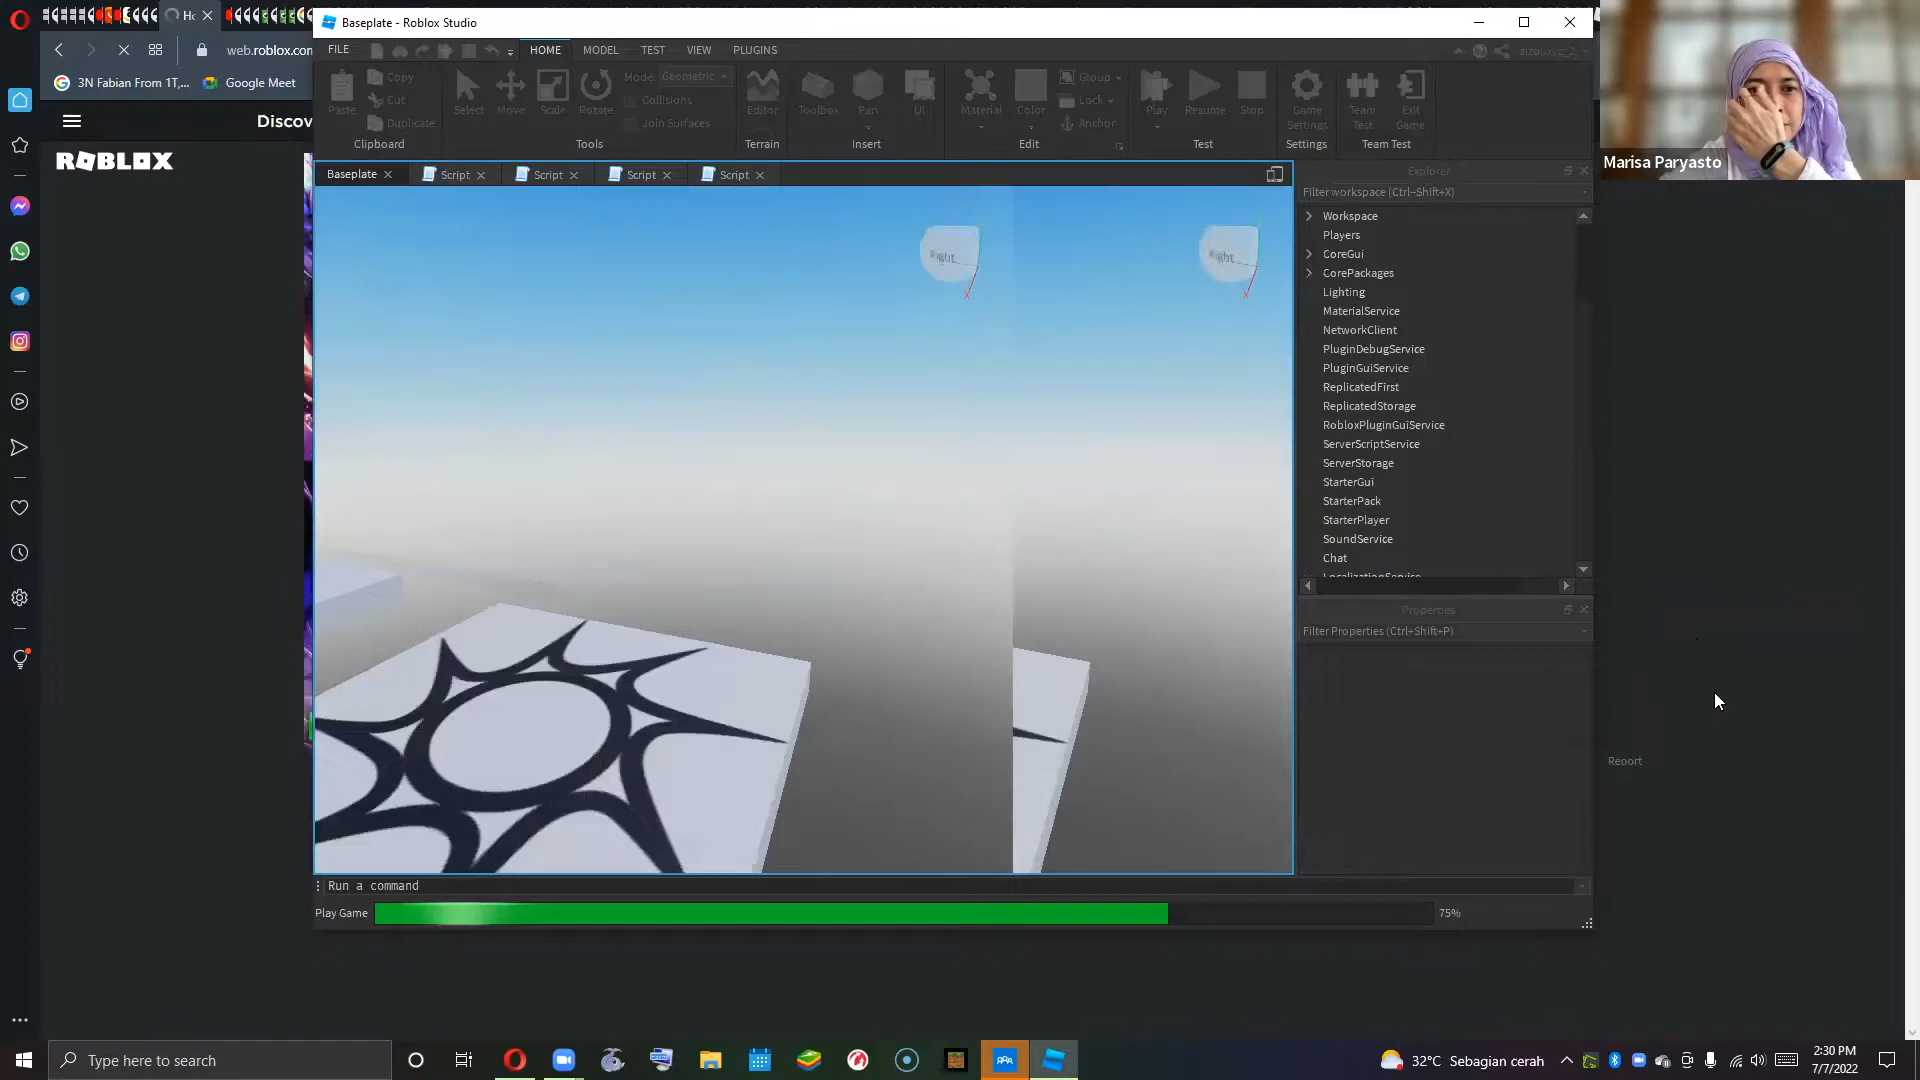 Baseplate - Roblox Studio
web.roblox.com
FILE
HOME
MODEL
TEST
VIEW
PLUGINS
zizouxyz_2
3N Fabian From 1T,...
Google Meet
Paste
Copy
Cut
Duplicate
Clipboard
Select
Move
Scale
Rotate
Mode: Geometric
Collisions
Join Surfaces
Tools
Editor
Terrain
Toolbox
Part
UI
Insert
Material
Color
Group
Lock
Anchor
Edit
Play
Resume
Stop
Test
Game
Settings
Settings
Team
Test
Exit
Game
Team Test
Discov
ROBLOX
Marisa Paryasto
Baseplate
Script
Script
Script
Script
Right
Right
X
X
Explorer
Filter workspace (Ctrl+Shift+X)
Workspace
Players
CoreGui
CorePackages
Lighting
MaterialService
NetworkClient
PluginDebugService
PluginGuiService
ReplicatedFirst
ReplicatedStorage
RobloxPluginGuiService
ServerScriptService
ServerStorage
StarterGui
StarterPack
StarterPlayer
SoundService
Chat
LocalizationService
Properties
Filter Properties (Ctrl+Shift+P)
Report
Run a command
Play Game
75%
Type here to search
32°C Sebagian cerah
2:30 PM
7/7/2022